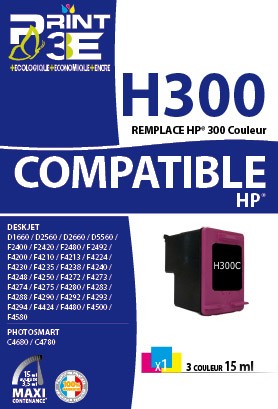 PRINT
P3E
+ECOLOGIQUE+ECONOMIQUE+ENCRE
H300
REMPLACE HP® 300 Couleur
COMPATIBLE
HP®
DESKJET
D1660 / D2560 / D2660 / D5560 /
F2400 / F2420 / F2480 / F2492 /
F4200 / F4210 / F4213 / F4224 /
F4230 / F4235 / F4238 / F4240 /
F4248 / F4250 / F4272 / F4273 /
F4274 / F4275 / F4280 / F4283 /
F4288 / F4290 / F4292 / F4293 /
F4294 / F4424 / F4480 / F4500 /
F4580
PHOTOSMART
C4680 / C4780
H300C
x1
3 COULEUR 15 ml
15 ml
MAXI
CONTENANCE*
100%